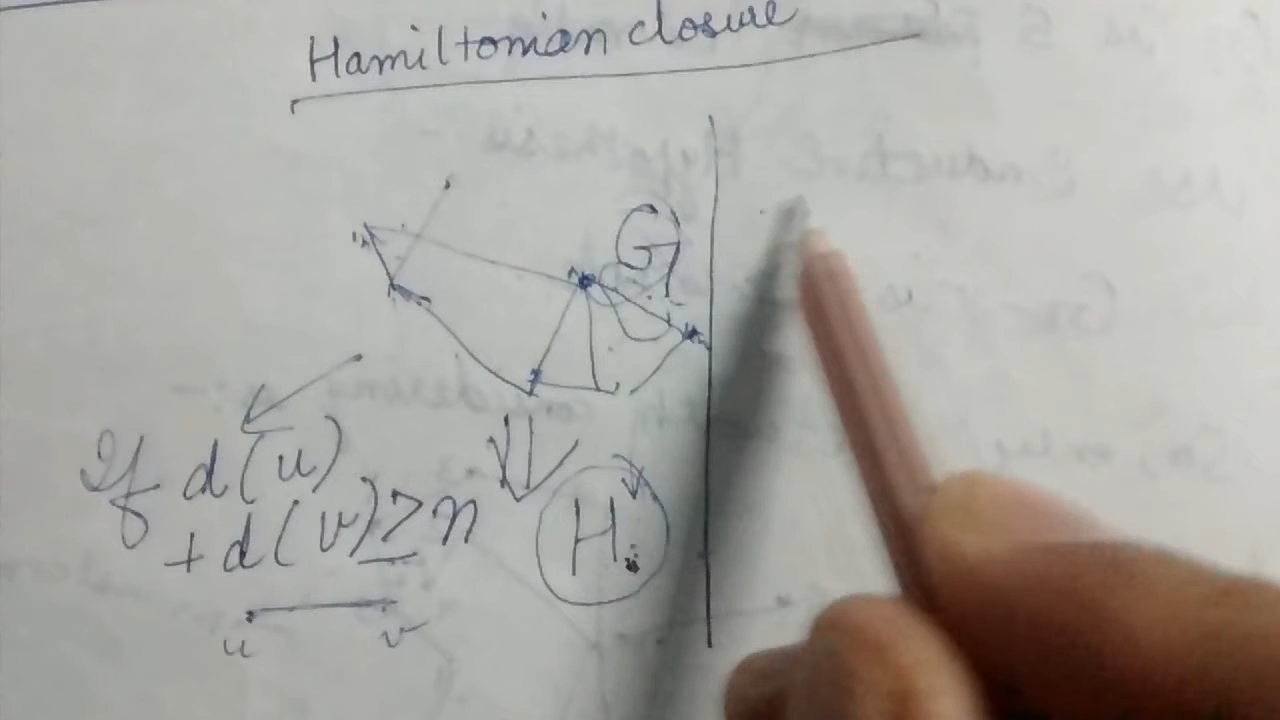 Hamiltonian closure
G
If d(u)
+d(v) ≥ n
H
u v